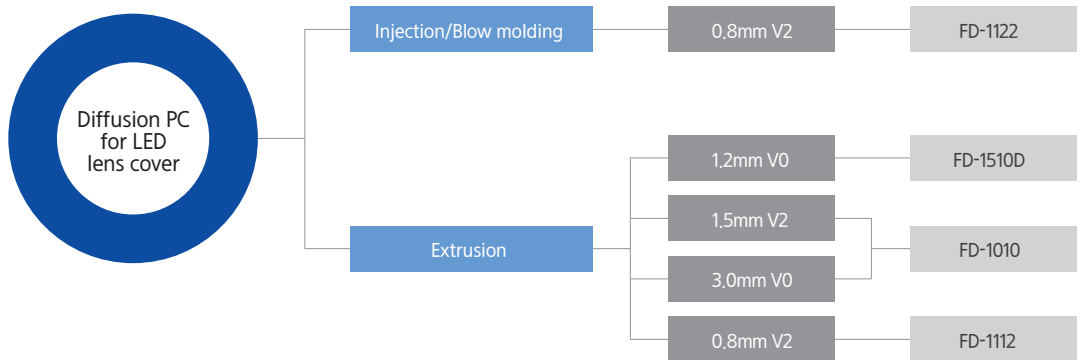 Diffusion PC
for LED
lens cover
Injection/Blow molding
0.8mm V2
FD-1122
Extrusion
1.2mm V0
FD-1510D
1.5mm V2
3.0mm V0
FD-1010
0.8mm V2
FD-1112